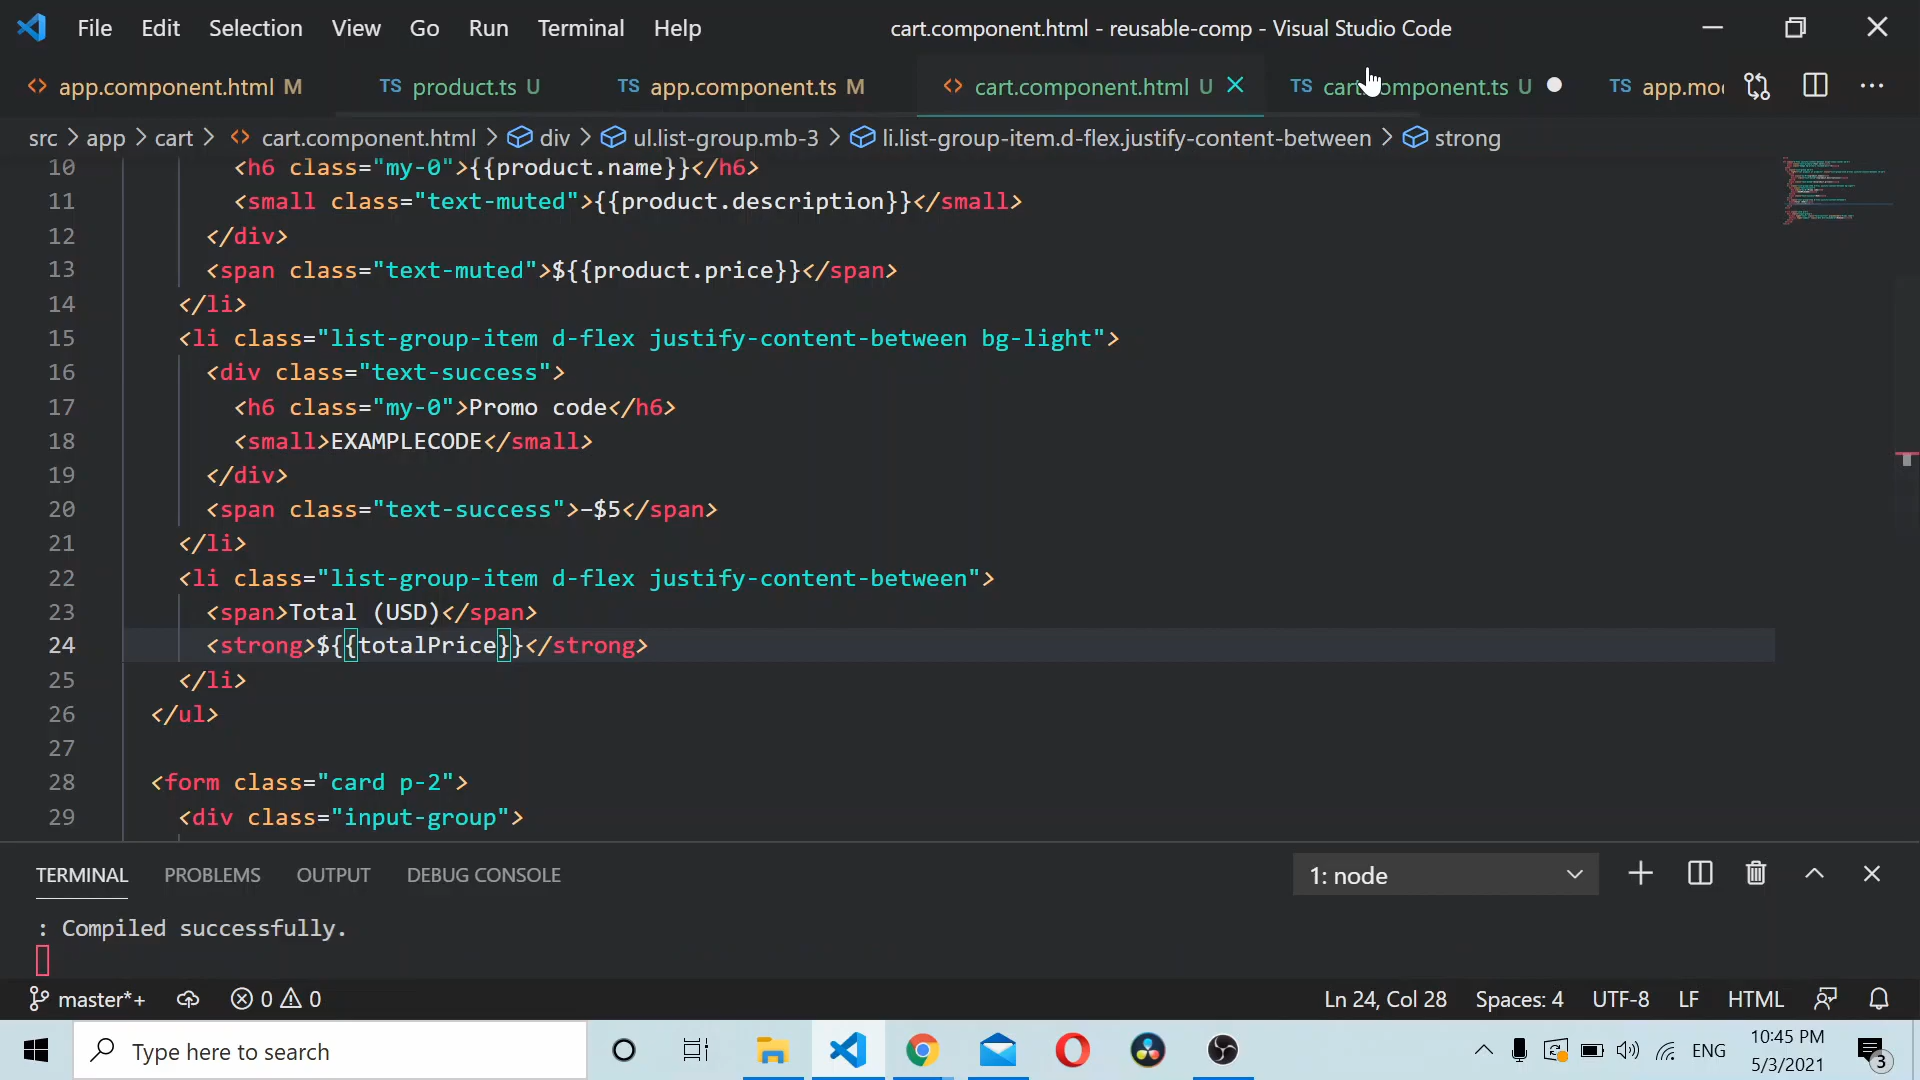 File Edit Selection View Go Run Terminal Help cart.component.html - reusable-comp - Visual Studio Code
<> app.component.html M TS product.ts U TS app.component.ts M <> cart.component.html U TS cart.component.ts U TS
src > app > cart > <> cart.component.html > div > ul.list-group.mb-3 > li.list-group-item.d-flex.justify-content-between > strong
10 <h6 class="my-0">{{product.name}}</h6>
11 <small class="text-muted">{{product.description}}</small>
12 </div>
13 <span class="text-muted">${{product.price}}</span>
14 </li>
15 <li class="list-group-item d-flex justify-content-between bg-light">
16 <div class="text-success">
17 <h6 class="my-0">Promo code</h6>
18 <small>EXAMPLECODE</small>
19 </div>
20 <span class="text-success">−$5</span>
21 </li>
22 <li class="list-group-item d-flex justify-content-between">
23 <span>Total (USD)</span>
24 <strong>${{totalPrice}}</strong>
25 </li>
26 </ul>
27
28 <form class="card p-2">
29 <div class="input-group">
TERMINAL PROBLEMS OUTPUT DEBUG CONSOLE 1: node
: Compiled successfully.
master*+ 0 0 Ln 24, Col 28 Spaces: 4 UTF-8 LF HTML
Type here to search ENG 10:45 PM
5/3/2021 3